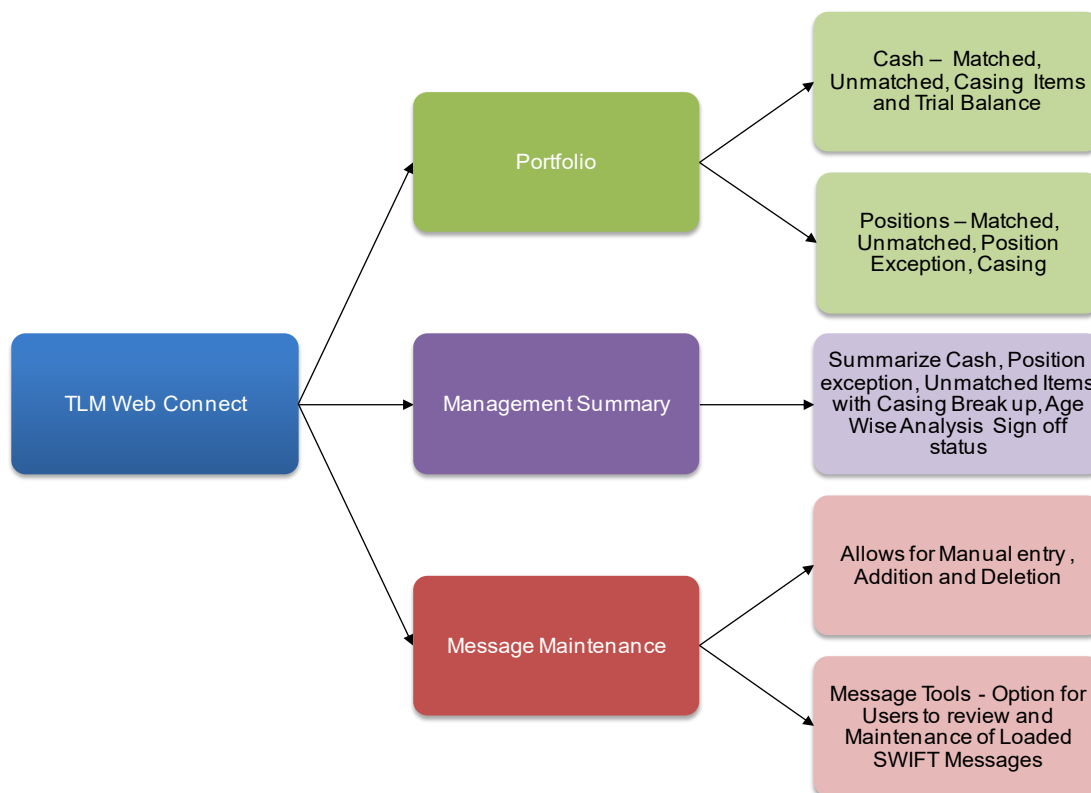 Cash – Matched,
Unmatched, Casing Items
and Trial Balance
Portfolio
Positions – Matched,
Unmatched, Position
Exception, Casing
TLM Web Connect
Management Summary
Summarize Cash, Position
exception, Unmatched Items
with Casing Break up, Age
Wise Analysis Sign off
status
Allows for Manual entry ,
Addition and Deletion
Message Maintenance
Message Tools - Option for
Users to review and
Maintenance of Loaded
SWIFT Messages